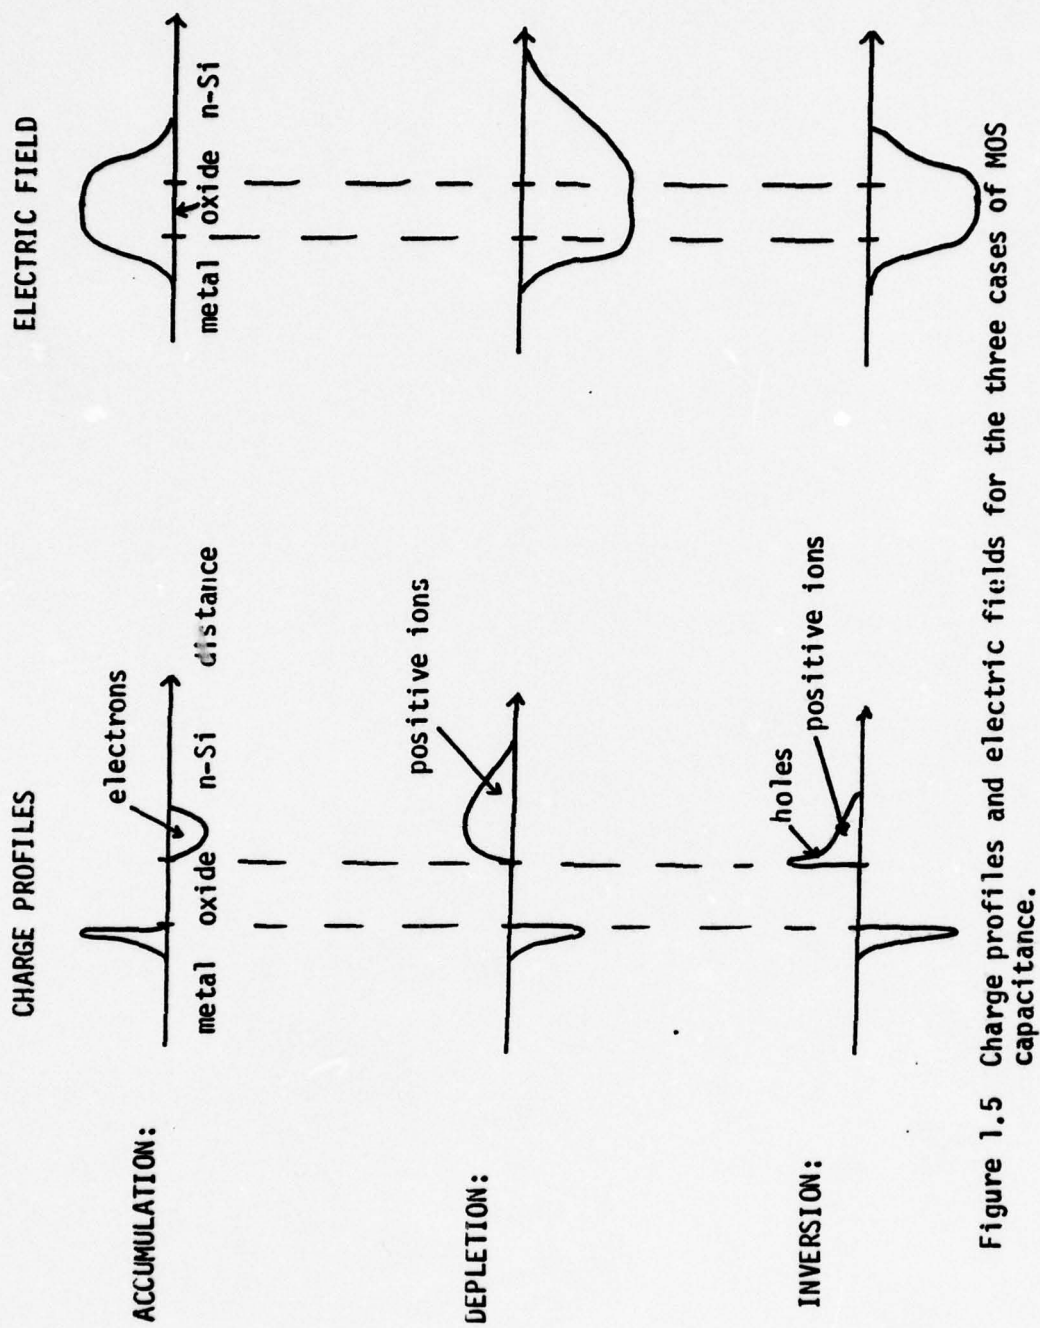 CHARGE PROFILES
ELECTRIC FIELD
ACCUMULATION:
electrons
metal oxide n-Si distance
oxide
metal oxide n-Si
DEPLETION:
positive ions
INVERSION:
holes
positive ions
Figure 1.5 Charge profiles and electric fields for the three cases of MOS
capacitance.